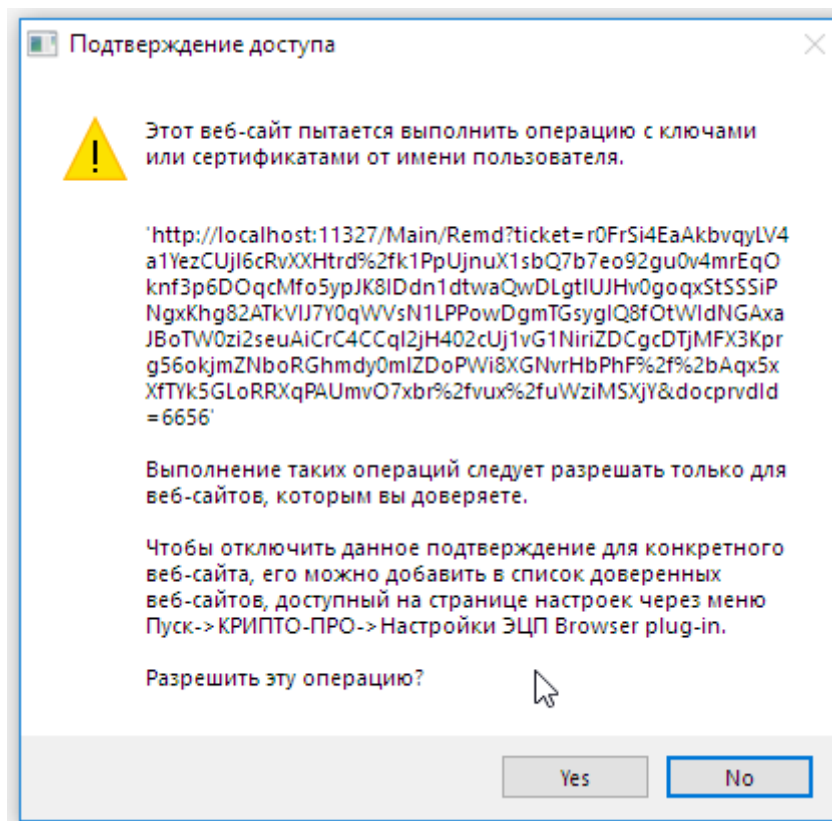 Подтверждение доступа
Этот веб-сайт пытается выполнить операцию с ключами
или сертификатами от имени пользователя.
'http://localhost:11327/Main/Remd?ticket=r0FrSi4EaAkbvqyLV4
a1YezCUjI6cRvXXHtrd%2fk1PpUjnuX1sbQ7b7eo92gu0v4mrEqO
knf3p6DOqcMfo5ypJK8IDdn1dtwaQwDLgtIUJHv0goqxStSSSiP
NgxKhg82ATkVIJ7Y0qWVsN1LPPowDgmTGsygIQ8fOtWIdNGAxa
JBoTW0zi2seuAiCrC4CCqI2jH402cUj1vG1NiriZDCgcDTjMFX3Kpr
g56okjmZNboRGhmdy0mIZDoPWi8XGNvrHbPhF%2f%2bAqx5x
XfTYk5GLoRRXqPAUmvO7xbr%2fvux%2fuWziMSXjY&docprvdId
=6656'
Выполнение таких операций следует разрешать только для
веб-сайтов, которым вы доверяете.
Чтобы отключить данное подтверждение для конкретного
веб-сайта, его можно добавить в список доверенных
веб-сайтов, доступный на странице настроек через меню
Пуск->КРИПТО-ПРО->Настройки ЭЦП Browser plug-in.
Разрешить эту операцию?
Yes
No